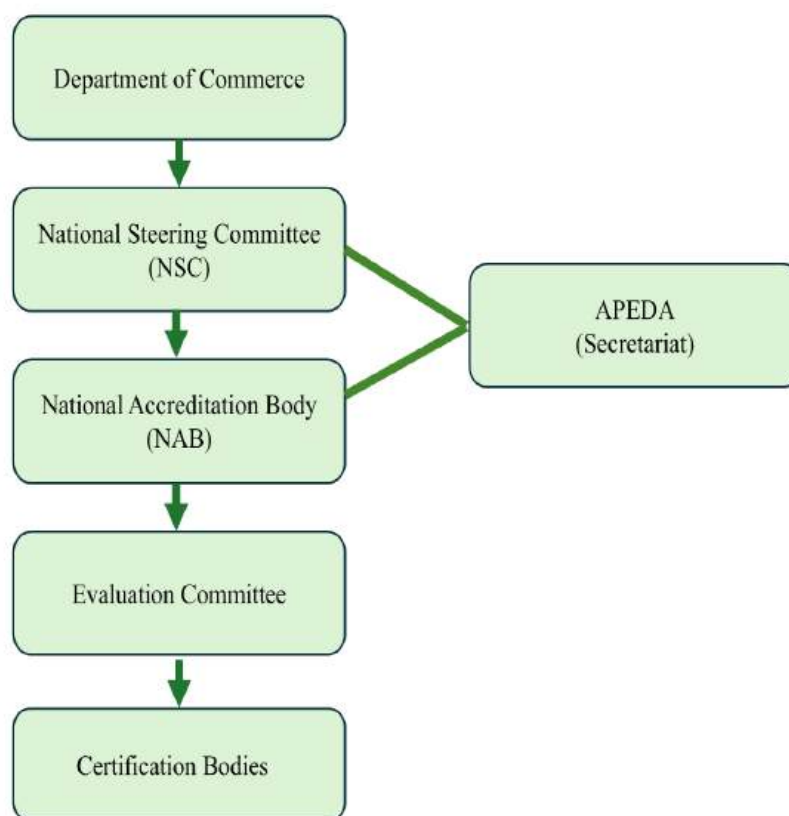 Department of Commerce
National Steering Committee
(NSC)
APEDA
(Secretariat)
National Accreditation Body
(NAB)
Evaluation Committee
Certification Bodies